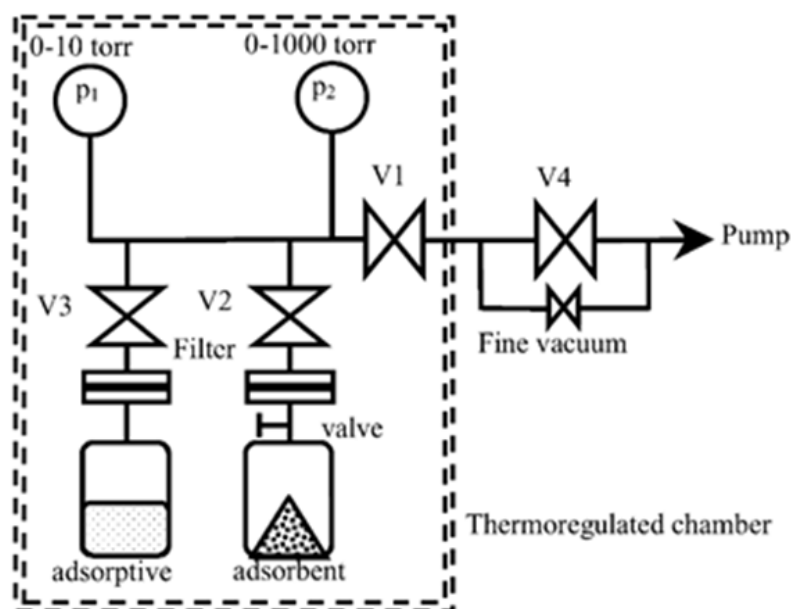 0-10 torr
0-1000 torr
p1
p2
V1
V4
Pump
V3
V2
Filter
Fine vacuum
valve
Thermoregulated chamber
adsorptive
adsorbent